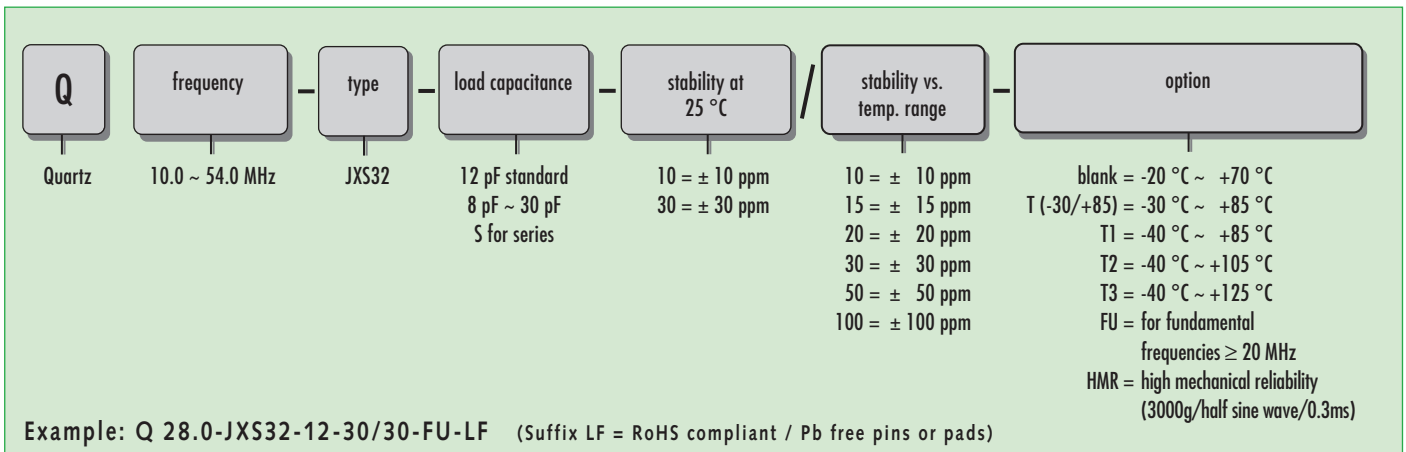 Q
frequency
–
type
–
load capacitance
–
stability at
25 °C
/
stability vs.
temp. range
–
option
Quartz
10.0 ~ 54.0 MHz
JXS32
12 pF standard
8 pF ~ 30 pF
S for series
10 = ± 10 ppm
30 = ± 30 ppm
10 = ± 10 ppm
15 = ± 15 ppm
20 = ± 20 ppm
30 = ± 30 ppm
50 = ± 50 ppm
100 = ± 100 ppm
blank = -20 °C ~ +70 °C
T (-30/+85) = -30 °C ~ +85 °C
T1 = -40 °C ~ +85 °C
T2 = -40 °C ~ +105 °C
T3 = -40 °C ~ +125 °C
FU = for fundamental
frequencies ≥ 20 MHz
HMR = high mechanical reliability
(3000g/half sine wave/0.3ms)
Example: Q 28.0-JXS32-12-30/30-FU-LF (Suffix LF = RoHS compliant / Pb free pins or pads)